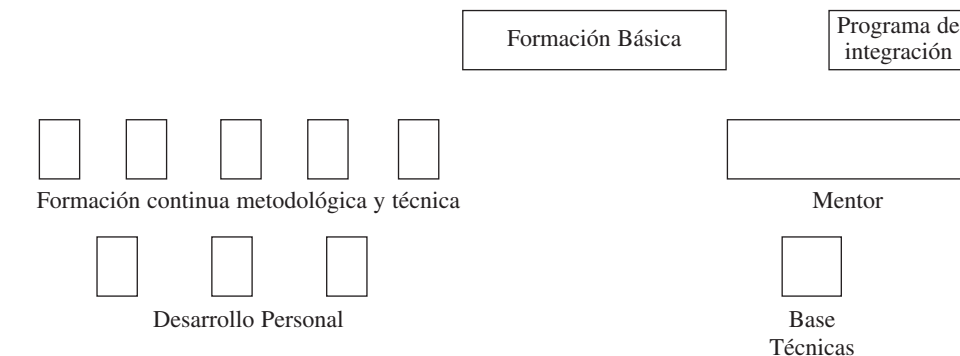 Formación Básica
Programa de
integración
Formación continua metodológica y técnica
Mentor
Desarrollo Personal
Base
Técnicas